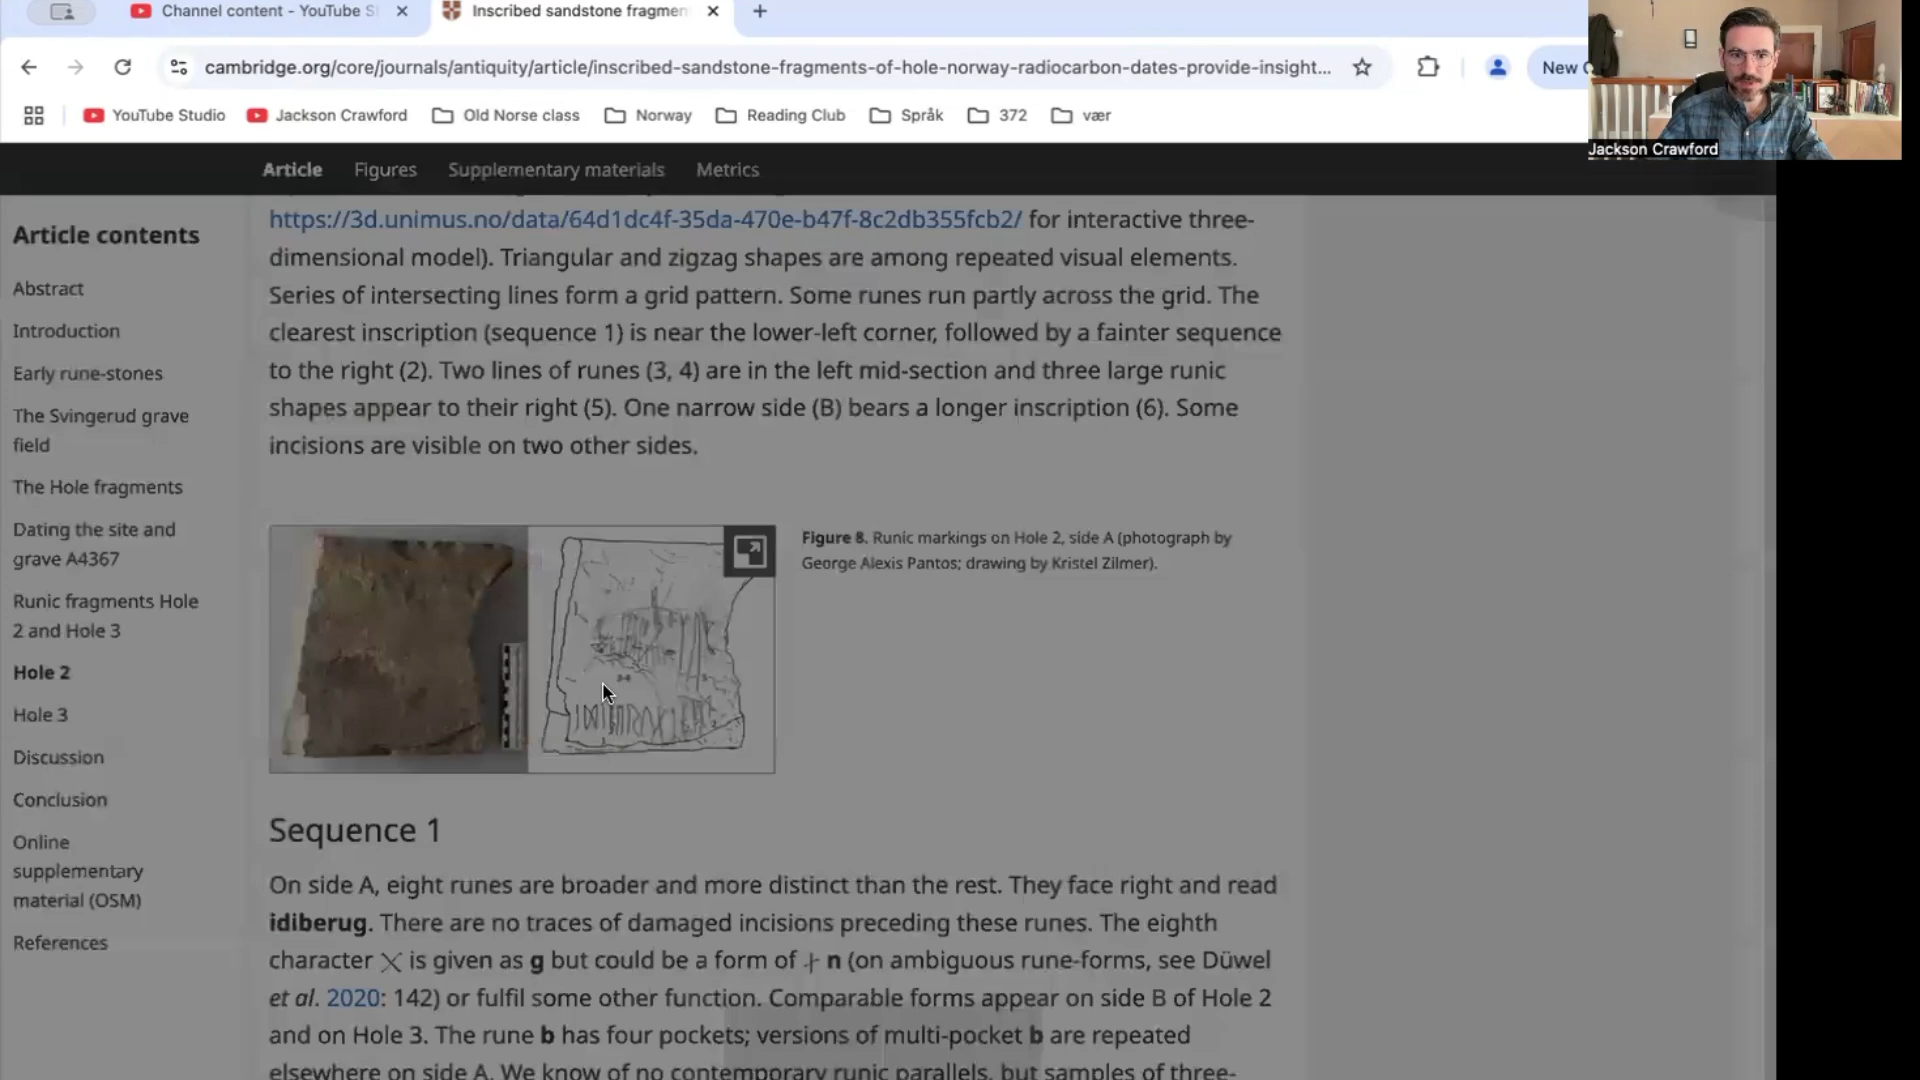 Channel content - YouTube S
Inscribed sandstone fragmen
cambridge.org/core/journals/antiquity/article/inscribed-sandstone-fragments-of-hole-norway-radiocarbon-dates-provide-insight...
New
YouTube Studio
Jackson Crawford
Old Norse class
Norway
Reading Club
Språk
372
vær
Jackson Crawford
Article
Figures
Supplementary materials
Metrics
Article contents
Abstract
Introduction
Early rune-stones
The Svingerud grave
field
The Hole fragments
Dating the site and
grave A4367
Runic fragments Hole
2 and Hole 3
Hole 2
Hole 3
Discussion
Conclusion
Online
supplementary
material (OSM)
References
https://3d.unimus.no/data/64d1dc4f-35da-470e-b47f-8c2db355fcb2/ for interactive three-
dimensional model). Triangular and zigzag shapes are among repeated visual elements.
Series of intersecting lines form a grid pattern. Some runes run partly across the grid. The
clearest inscription (sequence 1) is near the lower-left corner, followed by a fainter sequence
to the right (2). Two lines of runes (3, 4) are in the left mid-section and three large runic
shapes appear to their right (5). One narrow side (B) bears a longer inscription (6). Some
incisions are visible on two other sides.
Figure 8. Runic markings on Hole 2, side A (photograph by
George Alexis Pantos; drawing by Kristel Zilmer).
Sequence 1
On side A, eight runes are broader and more distinct than the rest. They face right and read
idiberug. There are no traces of damaged incisions preceding these runes. The eighth
character ᚷ is given as g but could be a form of ᚾ n (on ambiguous rune-forms, see Düwel
et al. 2020: 142) or fulfil some other function. Comparable forms appear on side B of Hole 2
and on Hole 3. The rune b has four pockets; versions of multi-pocket b are repeated
elsewhere on side A. We know of no contemporary runic parallels, but samples of three-